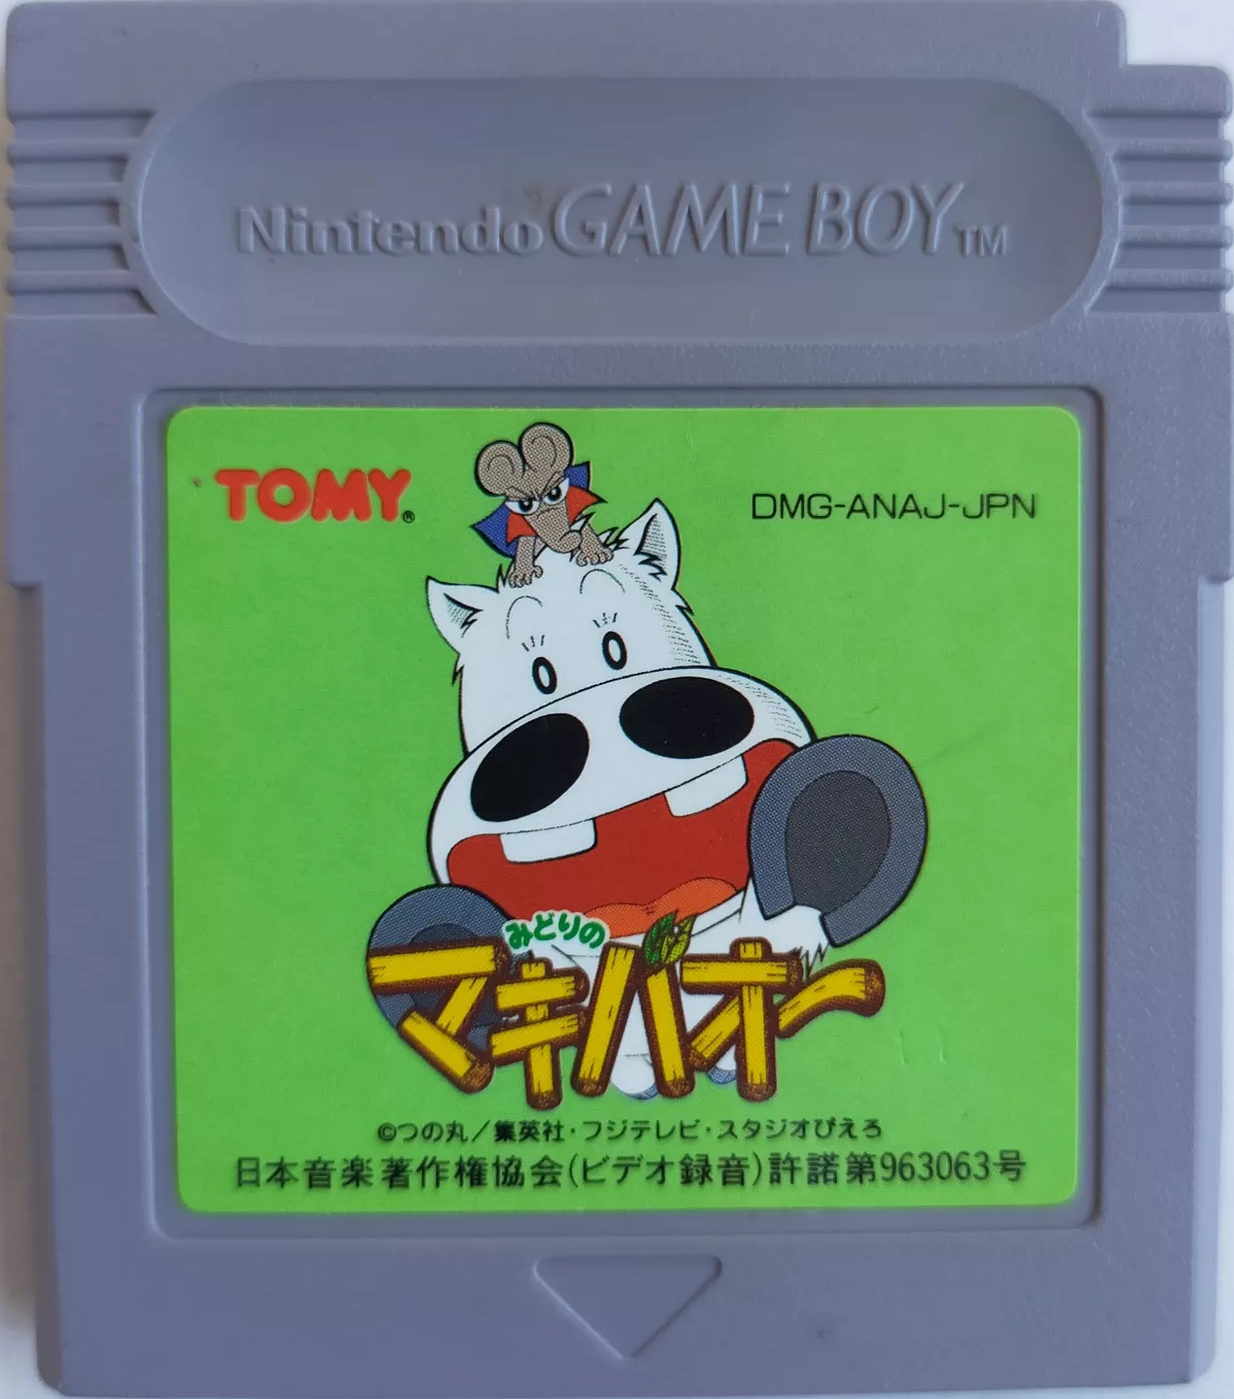 Nintendo GAME BOY™
TOMY®
DMG-ANAJ-JPN
みどりの
マキバオー
©つの丸／集英社・フジテレビ・スタジオぴえろ
日本音楽著作権協会(ビデオ録音)許諾第963063号